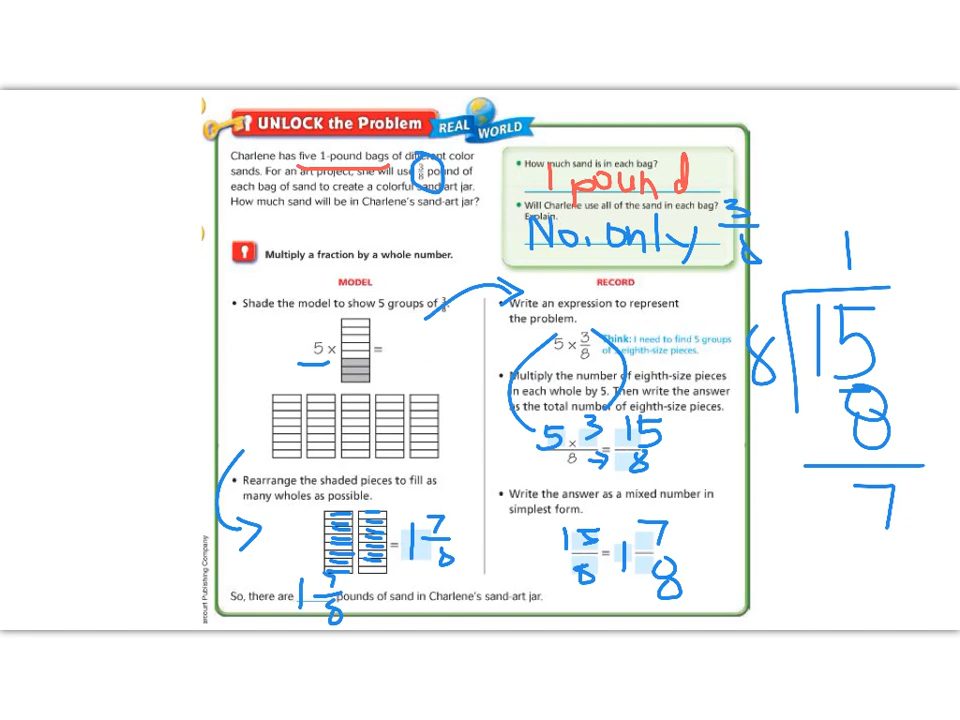 UNLOCK the Problem REAL WORLD
Charlene has five 1-pound bags of different color
sands. For an art project, she will use 3/8 pound of
each bag of sand to create a colorful sand-art jar.
How much sand will be in Charlene's sand-art jar?
• How much sand is in each bag?
1 pound
• Will Charlene use all of the sand in each bag?
Explain.
No. only 3/8
Multiply a fraction by a whole number.
MODEL
• Shade the model to show 5 groups of 3/8.
5 × =
• Rearrange the shaded pieces to fill as
many wholes as possible.
= 1 7/8
RECORD
• Write an expression to represent
the problem.
5 × 3/8
Think: I need to find 5 groups
of 3 eighth-size pieces.
• Multiply the number of eighth-size pieces
in each whole by 5. Then write the answer
as the total number of eighth-size pieces.
5 × 3 / 8 = 15/8
• Write the answer as a mixed number in
simplest form.
15/8 = 1 7/8
So, there are 1 7/8 pounds of sand in Charlene's sand-art jar.
1
8 15
8
7
arcourt Publishing Company